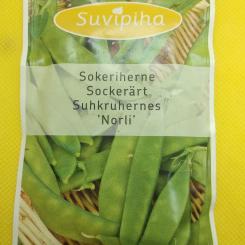 Suvipiha
Sokeriherne
Sockerärt
Suhkruhernes
'Norli'